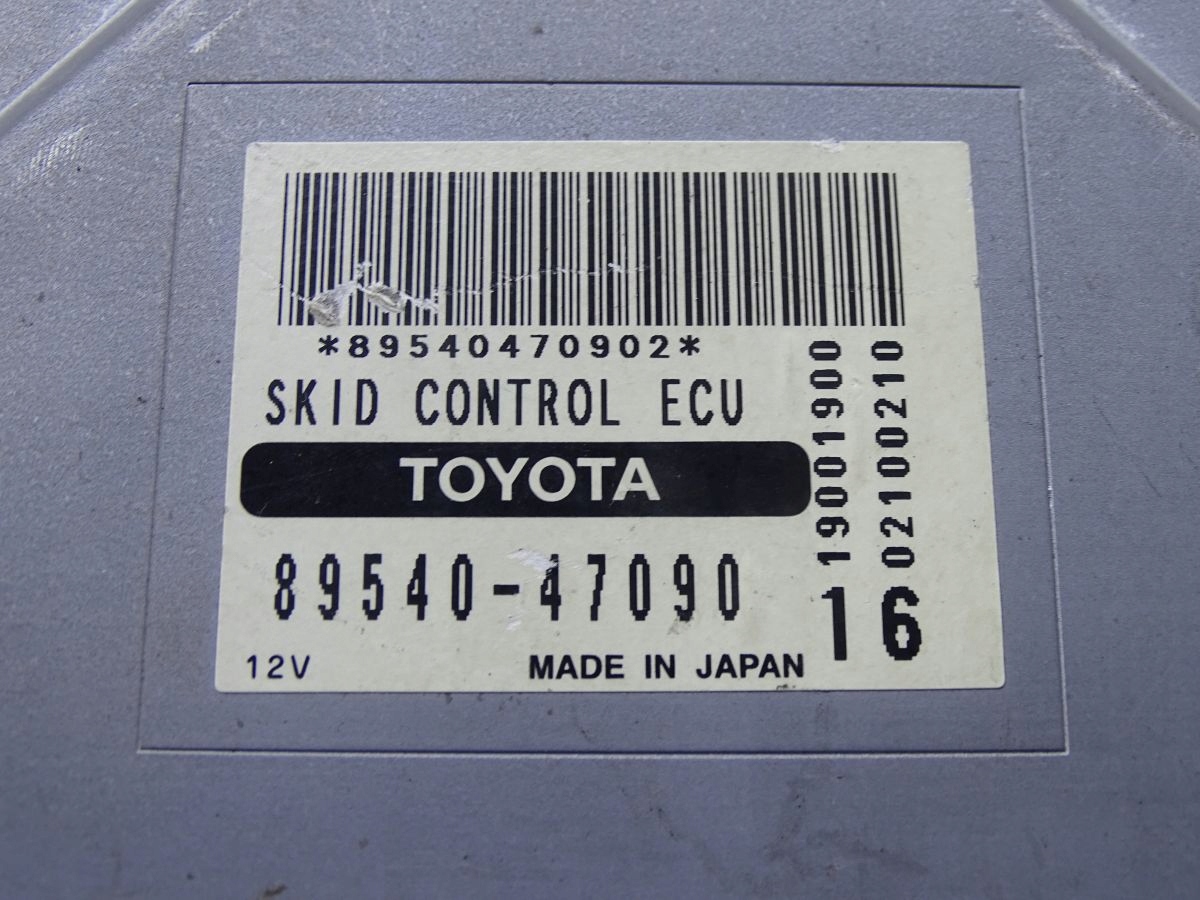 *89540470902*
SKID CONTROL ECU
TOYOTA
89540-47090
12V
MADE IN JAPAN
19001900
02100210
16